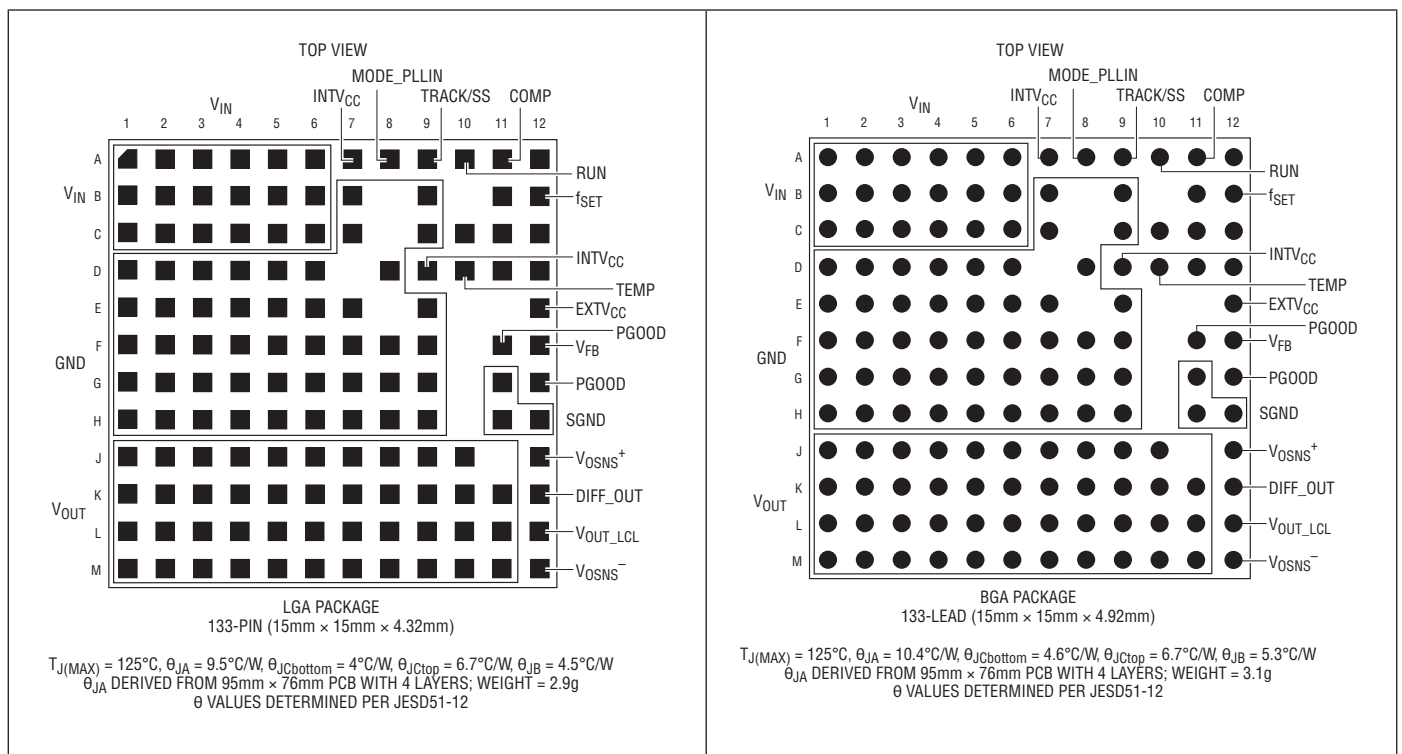 TOP VIEW
MODE_PLLIN
INTVCC TRACK/SS COMP
VIN
1 2 3 4 5 6 7 8 9 10 11 12
A
RUN
VIN B
fSET
C
D
INTVCC
TEMP
E
EXTVCC
PGOOD
F
VFB
GND
G
PGOOD
H
SGND
J
VOSNS+
K
DIFF_OUT
VOUT
L
VOUT_LCL
M
VOSNS–
LGA PACKAGE
133-PIN (15mm × 15mm × 4.32mm)
TJ(MAX) = 125°C, θJA = 9.5°C/W, θJCbottom = 4°C/W, θJCtop = 6.7°C/W, θJB = 4.5°C/W
θJA DERIVED FROM 95mm × 76mm PCB WITH 4 LAYERS; WEIGHT = 2.9g
θ VALUES DETERMINED PER JESD51-12
TOP VIEW
MODE_PLLIN
INTVCC TRACK/SS COMP
VIN
1 2 3 4 5 6 7 8 9 10 11 12
A
RUN
VIN B
fSET
C
D
INTVCC
TEMP
E
EXTVCC
PGOOD
F
VFB
GND
G
PGOOD
H
SGND
J
VOSNS+
K
DIFF_OUT
VOUT
L
VOUT_LCL
M
VOSNS–
BGA PACKAGE
133-LEAD (15mm × 15mm × 4.92mm)
TJ(MAX) = 125°C, θJA = 10.4°C/W, θJCbottom = 4.6°C/W, θJCtop = 6.7°C/W, θJB = 5.3°C/W
θJA DERIVED FROM 95mm × 76mm PCB WITH 4 LAYERS; WEIGHT = 3.1g
θ VALUES DETERMINED PER JESD51-12